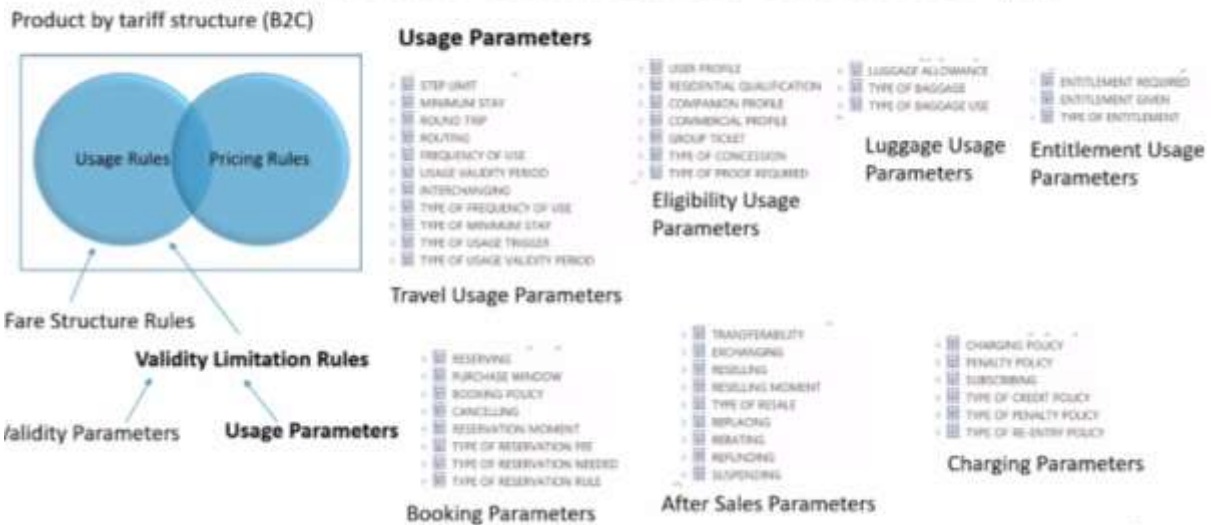 Product by tariff structure (B2C)
Usage Rules
Pricing Rules
Fare Structure Rules
Validity Limitation Rules
Validity Parameters
Usage Parameters
Usage Parameters
STEP LIMIT
MINIMUM STAY
ROUND TRIP
ROUTING
FREQUENCY OF USE
USAGE VALIDITY PERIOD
INTERCHANGING
TYPE OF FREQUENCY OF USE
TYPE OF MINIMUM STAY
TYPE OF USAGE TRIGGER
TYPE OF USAGE VALIDITY PERIOD
Travel Usage Parameters
USER PROFILE
RESIDENTIAL QUALIFICATION
COMPANION PROFILE
COMMERCIAL PROFILE
GROUP TICKET
TYPE OF CONCESSION
TYPE OF PROOF REQUIRED
Eligibility Usage
Parameters
LUGGAGE ALLOWANCE
TYPE OF BAGGAGE
TYPE OF BAGGAGE USE
Luggage Usage
Parameters
ENTITLEMENT REQUIRED
ENTITLEMENT GIVEN
TYPE OF ENTITLEMENT
Entitlement Usage
Parameters
RESERVING
PURCHASE WINDOW
BOOKING POLICY
CANCELLING
RESERVATION MOMENT
TYPE OF RESERVATION FEE
TYPE OF RESERVATION NEEDED
TYPE OF RESERVATION RULE
Booking Parameters
TRANSFERABILITY
EXCHANGING
RESELLING
RESELLING MOMENT
TYPE OF RESALE
REPLACING
REBATING
REFUNDING
SUSPENDING
After Sales Parameters
CHARGING POLICY
PENALTY POLICY
SUBSCRIBING
TYPE OF CREDIT POLICY
TYPE OF PENALTY POLICY
TYPE OF RE-ENTRY POLICY
Charging Parameters